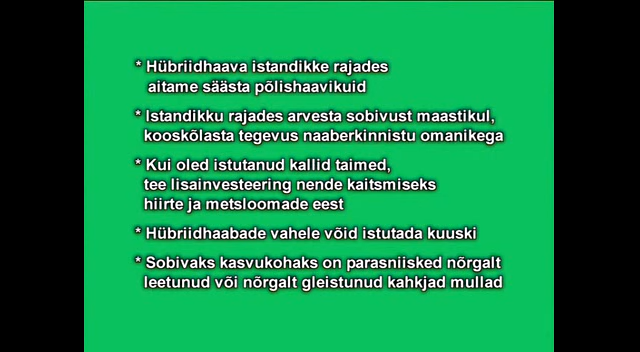 * Hübriidhaava istandikke rajades
aitame säästa põlishaavikuid
* Istandikku rajades arvesta sobivust maastikul,
kooskõlasta tegevus naaberkinnistu omanikega
* Kui oled istutanud kallid taimed,
tee lisainvesteering nende kaitsmiseks
hiirte ja metsloomade eest
* Hübriidhaabade vahele võid istutada kuuski
* Sobivaks kasvukohaks on parasniisked nõrgalt
leetunud või nõrgalt gleistunud kahkjad mullad